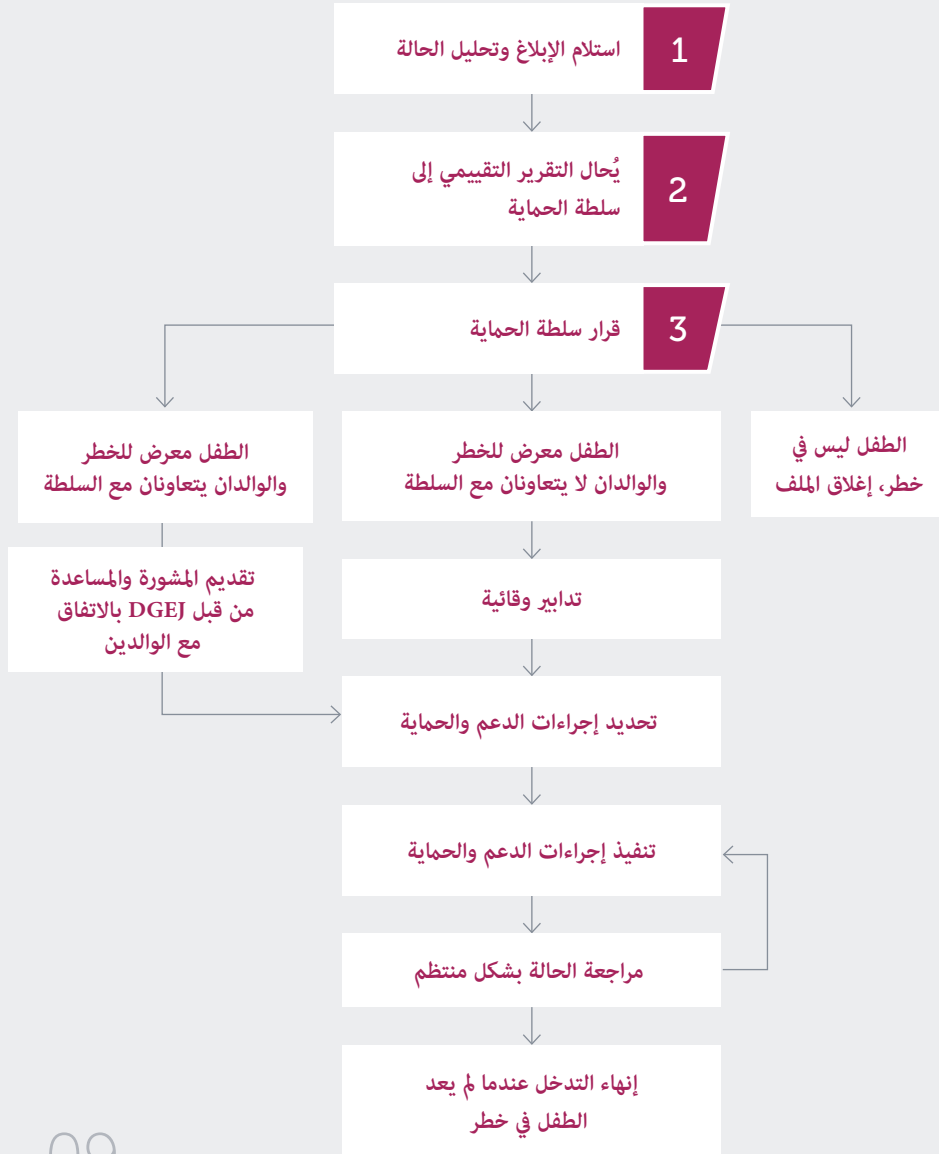 1
استلام الإبلاغ وتحليل الحالة
2
يُحال التقرير التقييمي إلى
سلطة الحماية
3
قرار سلطة الحماية
الطفل ليس في
خطر، إغلاق الملف
الطفل معرض للخطر
والوالدان لا يتعاونان مع السلطة
الطفل معرض للخطر
والوالدان يتعاونان مع السلطة
تقديم المشورة والمساعدة
من قبل DGEJ بالاتفاق
مع الوالدين
تدابير وقائية
تحديد إجراءات الدعم والحماية
تنفيذ إجراءات الدعم والحماية
مراجعة الحالة بشكل منتظم
إنهاء التدخل عندما لم يعد
الطفل في خطر